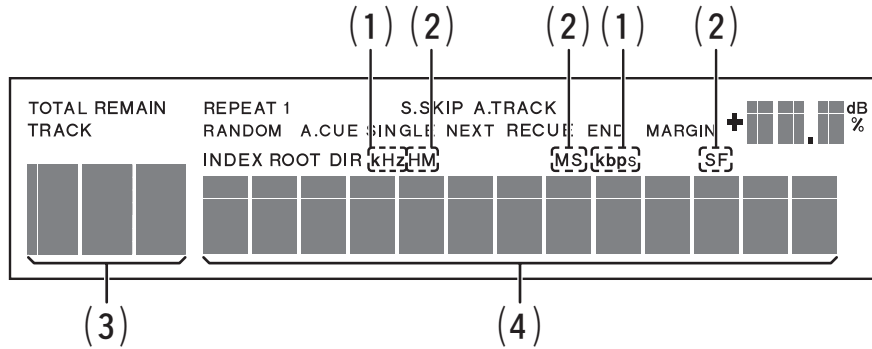 (1) (2) (2) (1) (2)
TOTAL REMAIN REPEAT 1 S.SKIP A.TRACK dB
TRACK RANDOM A.CUE SINGLE NEXT RECUE END MARGIN + . %
INDEX ROOT DIR kHz HM MS kbps SF
(3) (4)